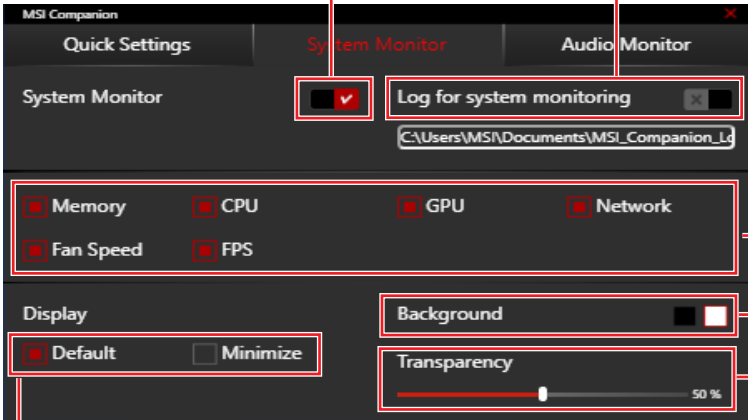 MSI Companion
Quick Settings System Monitor Audio Monitor
System Monitor Log for system monitoring
C:\Users\MSI\Documents\MSI_Companion_Lo
Memory CPU GPU Network
Fan Speed FPS
Display Background
Default Minimize
Transparency
50 %